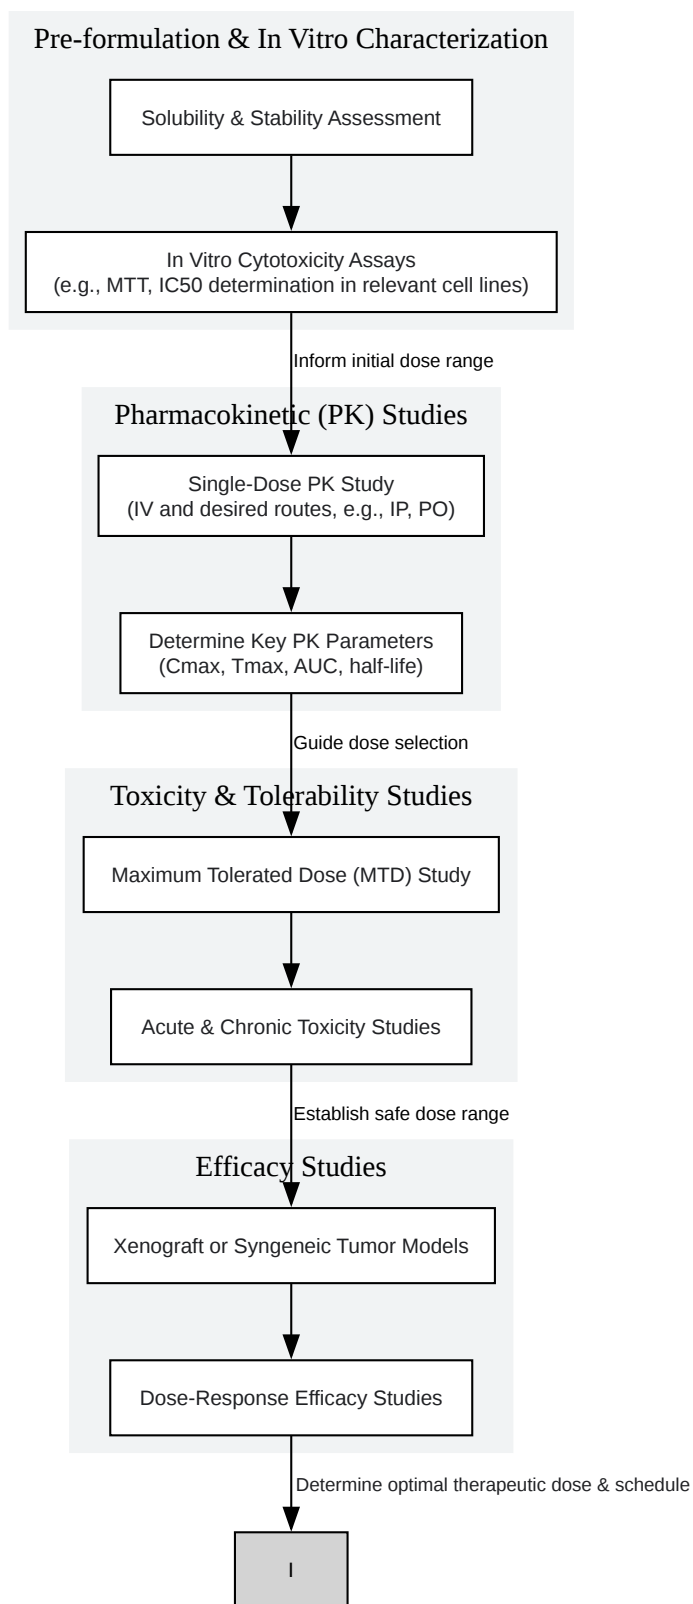 Pre-formulation & In Vitro Characterization
Solubility & Stability Assessment
In Vitro Cytotoxicity Assays
(e.g., MTT, IC50 determination in relevant cell lines)
Inform initial dose range
Pharmacokinetic (PK) Studies
Single-Dose PK Study
(IV and desired routes, e.g., IP, PO)
Determine Key PK Parameters
(Cmax, Tmax, AUC, half-life)
Guide dose selection
Toxicity & Tolerability Studies
Maximum Tolerated Dose (MTD) Study
Acute & Chronic Toxicity Studies
Establish safe dose range
Efficacy Studies
Xenograft or Syngeneic Tumor Models
Dose-Response Efficacy Studies
Determine optimal therapeutic dose & schedule
I